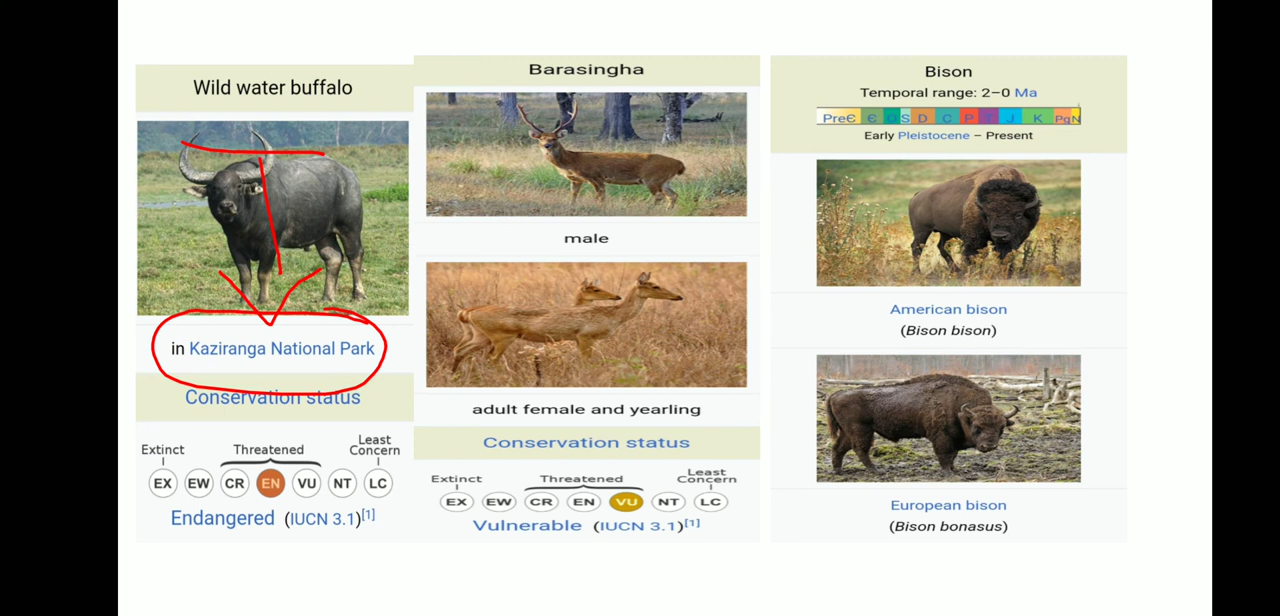 Wild water buffalo
in Kaziranga National Park
Conservation status
Extinct
Threatened
Least
Concern
EX EW CR EN VU NT LC
Endangered (IUCN 3.1)[1]
Barasingha
male
adult female and yearling
Conservation status
Extinct
Threatened
Least
Concern
EX EW CR EN VU NT LC
Vulnerable (IUCN 3.1)[1]
Bison
Temporal range: 2–0 Ma
PreЄ Є O S D C P T J K Pg N
Early Pleistocene – Present
American bison
(Bison bison)
European bison
(Bison bonasus)